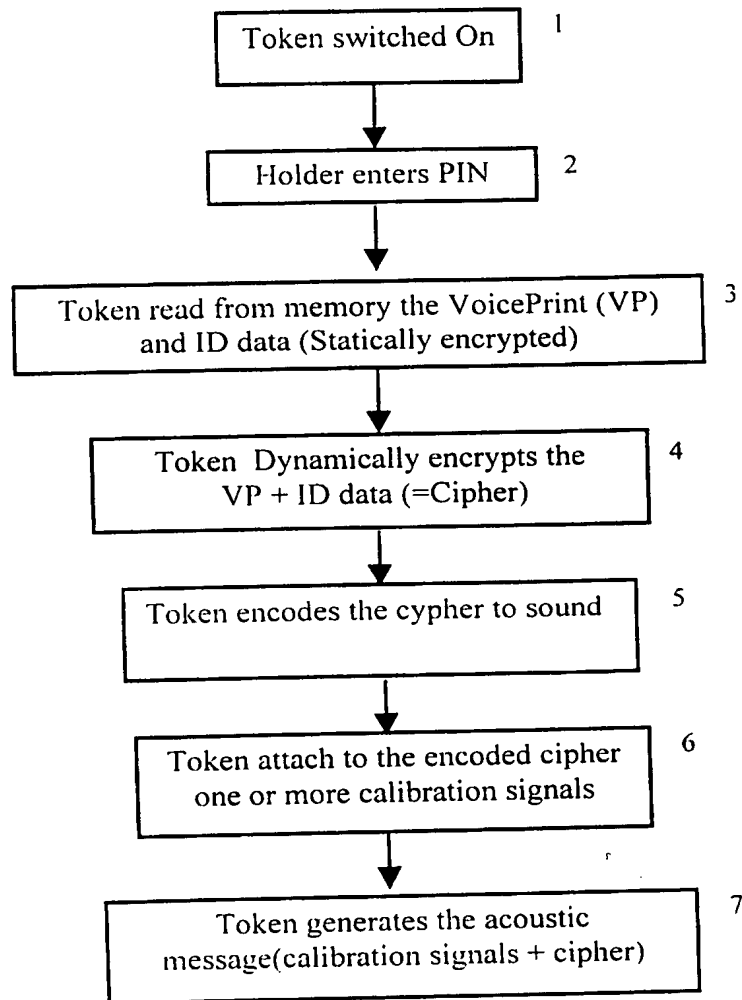 Token switched On
1
Holder enters PIN
2
Token read from memory the VoicePrint (VP)
and ID data (Statically encrypted)
3
Token Dynamically encrypts the
VP + ID data (=Cipher)
4
Token encodes the cypher to sound
5
Token attach to the encoded cipher
one or more calibration signals
6
Token generates the acoustic
message(calibration signals + cipher)
7